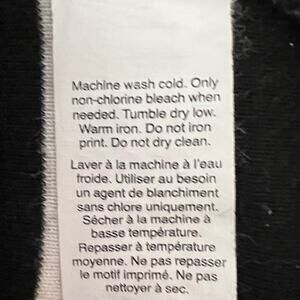 Machine wash cold. Only
non-chlorine bleach when
needed. Tumble dry low.
Warm iron. Do not iron
print. Do not dry clean.
Laver à la machine à l'eau
froide. Utiliser au besoin
un agent de blanchiment
sans chlore uniquement.
Sécher à la machine à
basse température.
Repasser à température
moyenne. Ne pas repasser
le motif imprimé. Ne pas
nettoyer à sec.